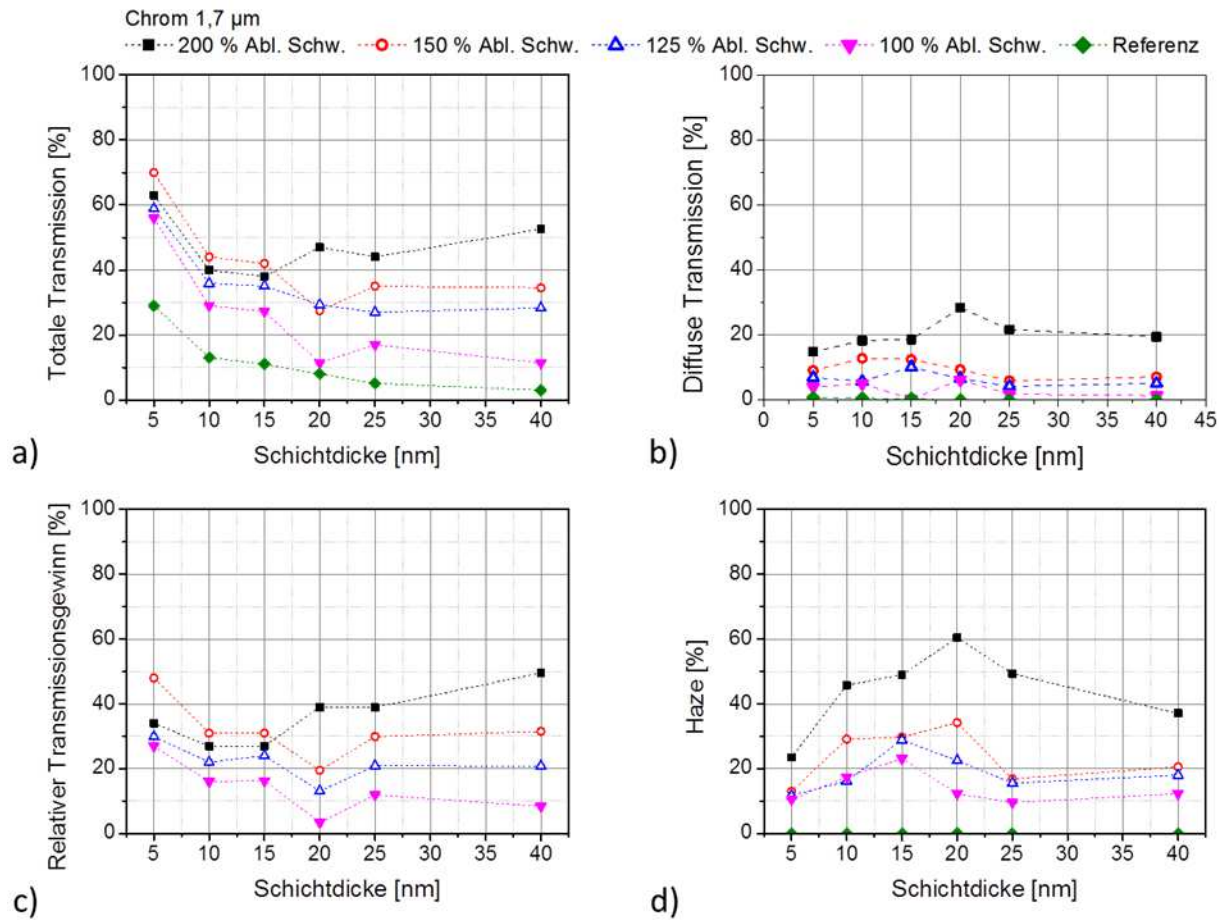 Chrom 1,7 µm
200 % Abl. Schw. 150 % Abl. Schw. 125 % Abl. Schw. 100 % Abl. Schw. Referenz
Totale Transmission [%]
100
80
60
40
20
0
5 10 15 20 25 30 35 40
Schichtdicke [nm]
a)
Diffuse Transmission [%]
100
80
60
40
20
0
0 5 10 15 20 25 30 35 40 45
Schichtdicke [nm]
b)
Relativer Transmissionsgewinn [%]
100
80
60
40
20
0
5 10 15 20 25 30 35 40
Schichtdicke [nm]
c)
Haze [%]
100
80
60
40
20
0
5 10 15 20 25 30 35 40
Schichtdicke [nm]
d)